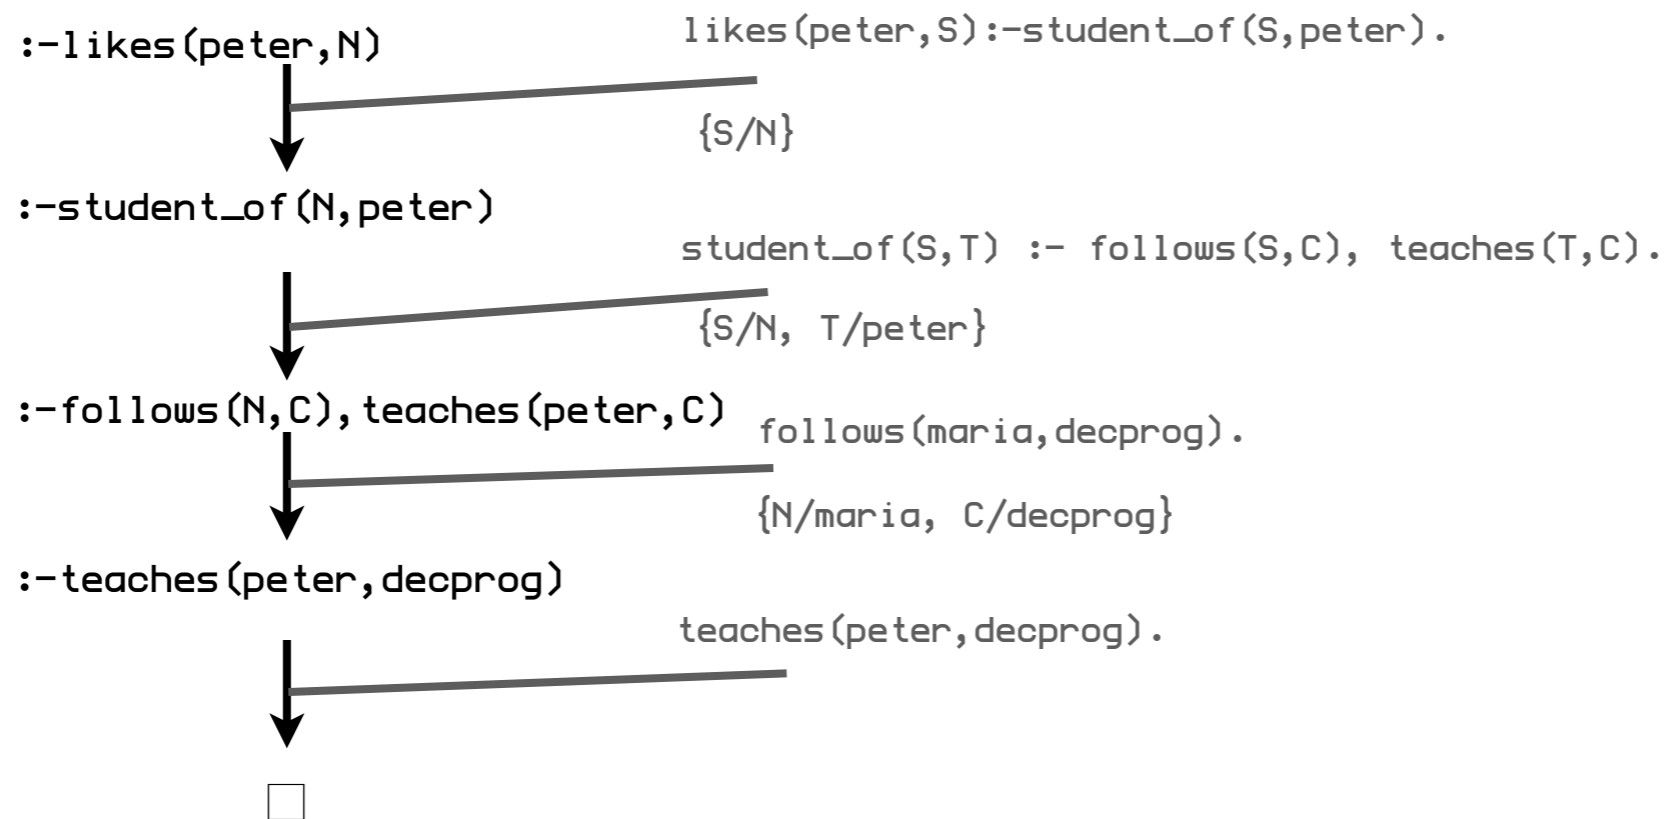 :-likes(peter,N)
likes(peter,S):-student_of(S,peter).
{S/N}
:-student_of(N,peter)
student_of(S,T) :- follows(S,C), teaches(T,C).
{S/N, T/peter}
:-follows(N,C),teaches(peter,C)
follows(maria,decprog).
{N/maria, C/decprog}
:-teaches(peter,decprog)
teaches(peter,decprog).